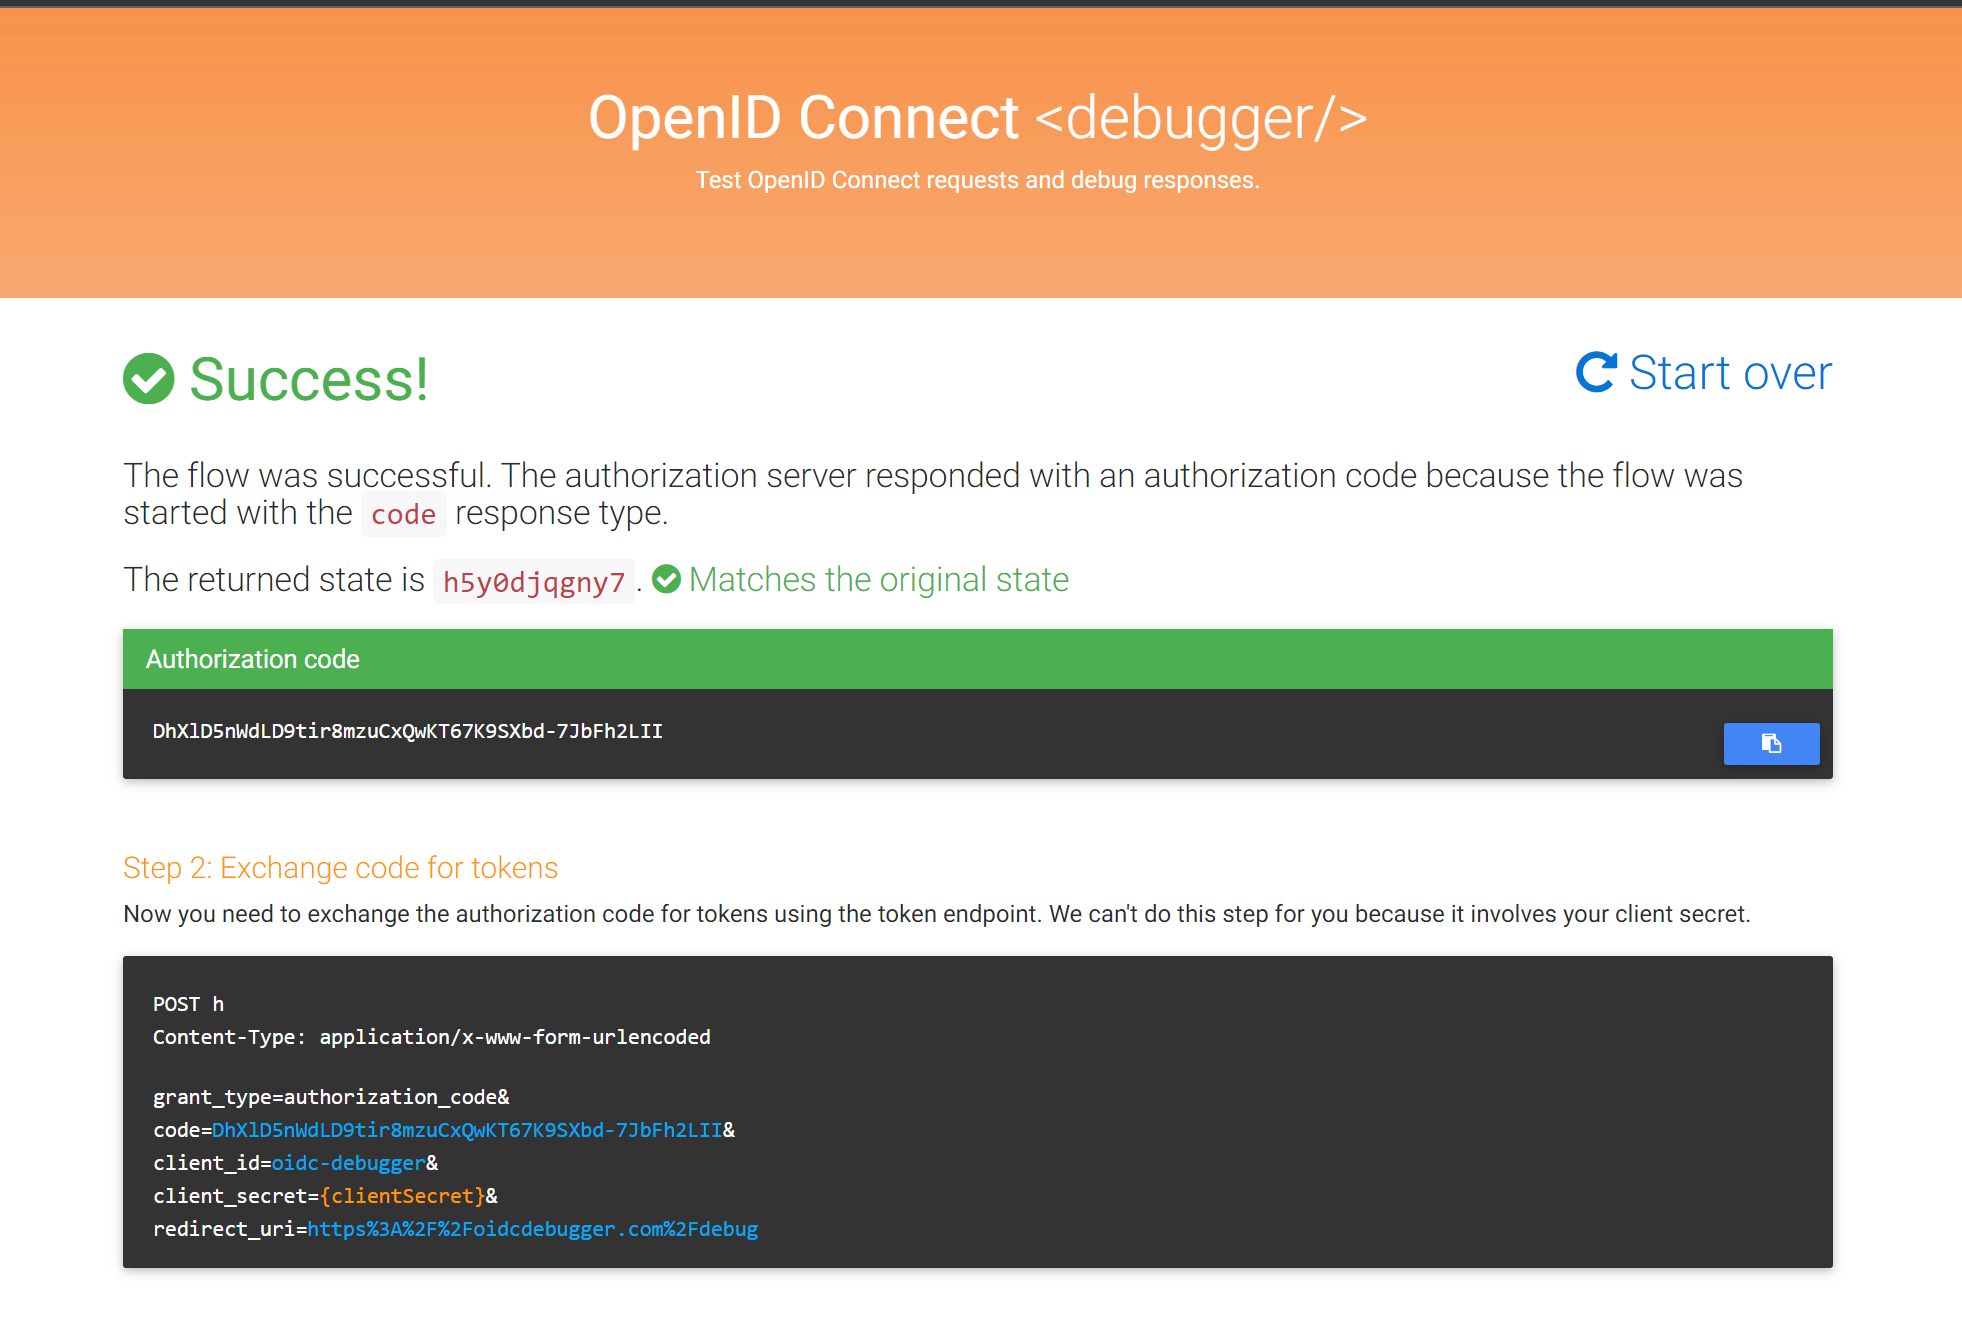 OpenID Connect <debugger/>
Test OpenID Connect requests and debug responses.
Success!
Start over
The flow was successful. The authorization server responded with an authorization code because the flow was
started with the code response type.
The returned state is h5y0djqgny7. Matches the original state
Authorization code
DhXlD5nWdLD9tir8mzuCxQwKT67K9SXbd-7JbFh2LII
Step 2: Exchange code for tokens
Now you need to exchange the authorization code for tokens using the token endpoint. We can't do this step for you because it involves your client secret.
POST h
Content-Type: application/x-www-form-urlencoded
grant_type=authorization_code&
code=DhXlD5nWdLD9tir8mzuCxQwKT67K9SXbd-7JbFh2LII&
client_id=oidc-debugger&
client_secret={clientSecret}&
redirect_uri=https%3A%2F%2Foidcdebugger.com%2Fdebug